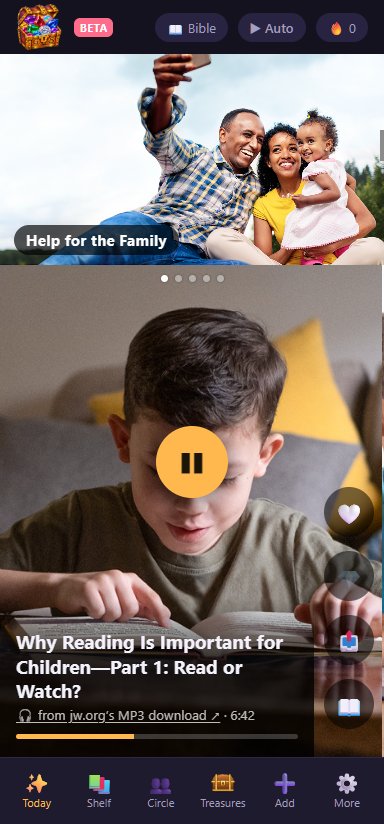 BETA
Bible
Auto
0
Help for the Family
Why Reading Is Important for
Children—Part 1: Read or
Watch?
from jw.org's MP3 download ↗ · 6:42
Today
Shelf
Circle
Treasures
Add
More